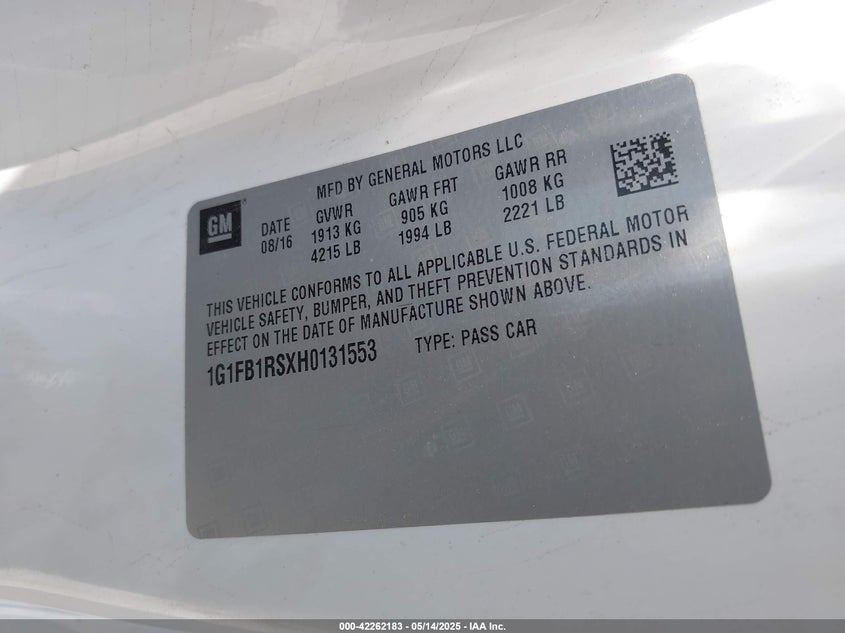 MFD BY GENERAL MOTORS LLC
GM
DATE GVWR GAWR FRT GAWR RR
08/16 1913 KG 905 KG 1008 KG
4215 LB 1994 LB 2221 LB
THIS VEHICLE CONFORMS TO ALL APPLICABLE U.S. FEDERAL MOTOR
VEHICLE SAFETY, BUMPER, AND THEFT PREVENTION STANDARDS IN
EFFECT ON THE DATE OF MANUFACTURE SHOWN ABOVE.
1G1FB1RSXH0131553 TYPE: PASS CAR
000-42262183 - 05/14/2025 - IAA Inc.